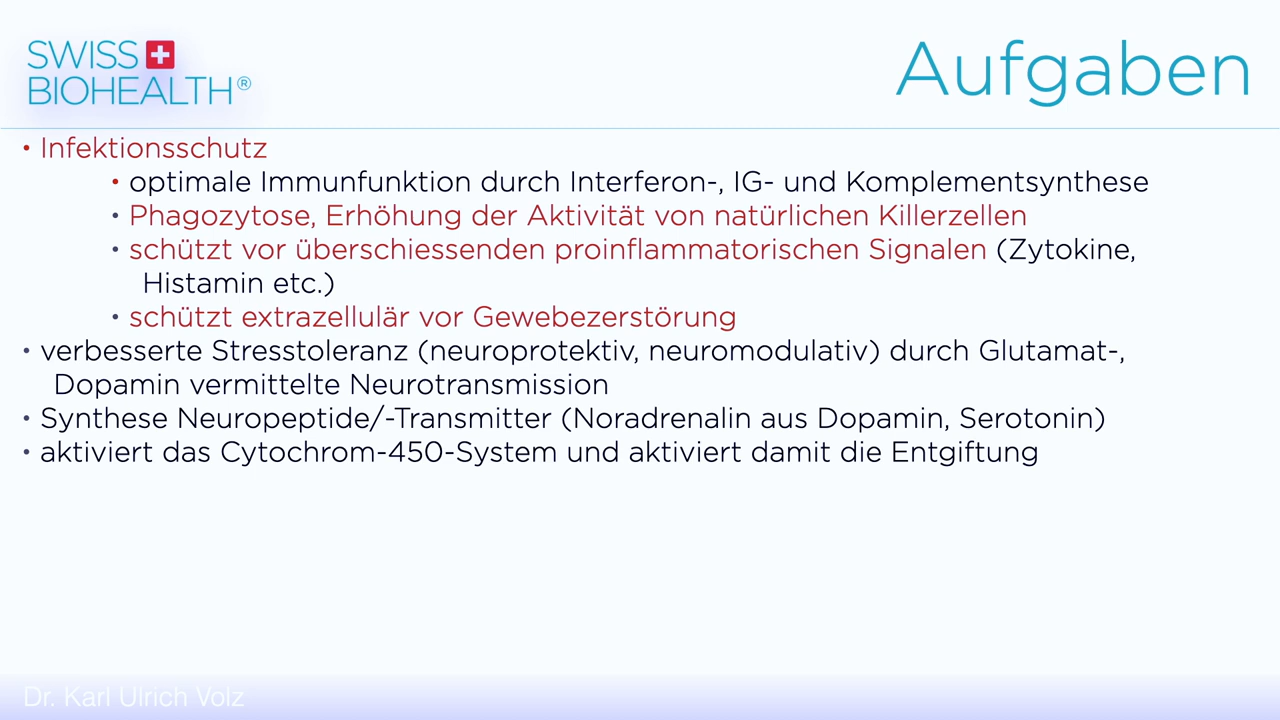 SWISS
BIOHEALTH®
Aufgaben
• Infektionsschutz
• optimale Immunfunktion durch Interferon-, IG- und Komplementsynthese
• Phagozytose, Erhöhung der Aktivität von natürlichen Killerzellen
• schützt vor überschiessenden proinflammatorischen Signalen (Zytokine,
Histamin etc.)
• schützt extrazellulär vor Gewebezerstörung
• verbesserte Stresstoleranz (neuroprotektiv, neuromodulativ) durch Glutamat-,
Dopamin vermittelte Neurotransmission
• Synthese Neuropeptide/-Transmitter (Noradrenalin aus Dopamin, Serotonin)
• aktiviert das Cytochrom-450-System und aktiviert damit die Entgiftung
Dr. Karl Ulrich Volz